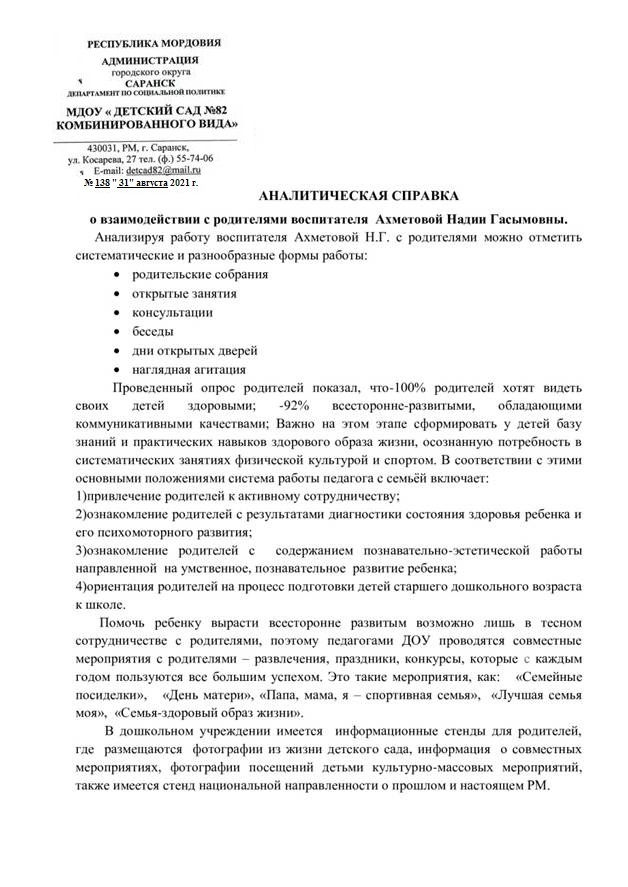 РЕСПУБЛИКА МОРДОВИЯ
АДМИНИСТРАЦИЯ
городского округа
САРАНСК
ДЕПАРТАМЕНТ ПО СОЦИАЛЬНОЙ ПОЛИТИКЕ
МДОУ « ДЕТСКИЙ САД №82
КОМБИНИРОВАННОГО ВИДА»
430031, РМ, г. Саранск,
ул. Косарева, 27 тел. (ф.) 55-74-06
E-mail: detcad82@mail.ru
№ 138 " 31" августа 2021 г.
АНАЛИТИЧЕСКАЯ СПРАВКА
о взаимодействии с родителями воспитателя Ахметовой Надии Гасымовны.
Анализируя работу воспитателя Ахметовой Н.Г. с родителями можно отметить
систематические и разнообразные формы работы:
• родительские собрания
• открытые занятия
• консультации
• беседы
• дни открытых дверей
• наглядная агитация
Проведенный опрос родителей показал, что-100% родителей хотят видеть
своих детей здоровыми; -92% всесторонне-развитыми, обладающими
коммуникативными качествами; Важно на этом этапе сформировать у детей базу
знаний и практических навыков здорового образа жизни, осознанную потребность в
систематических занятиях физической культурой и спортом. В соответствии с этими
основными положениями система работы педагога с семьёй включает:
1)привлечение родителей к активному сотрудничеству;
2)ознакомление родителей с результатами диагностики состояния здоровья ребенка и
его психомоторного развития;
3)ознакомление родителей с содержанием познавательно-эстетической работы
направленной на умственное, познавательное развитие ребенка;
4)ориентация родителей на процесс подготовки детей старшего дошкольного возраста
к школе.
Помочь ребенку вырасти всесторонне развитым возможно лишь в тесном
сотрудничестве с родителями, поэтому педагогами ДОУ проводятся совместные
мероприятия с родителями – развлечения, праздники, конкурсы, которые с каждым
годом пользуются все большим успехом. Это такие мероприятия, как: «Семейные
посиделки», «День матери», «Папа, мама, я – спортивная семья», «Лучшая семья
моя», «Семья-здоровый образ жизни».
В дошкольном учреждении имеется информационные стенды для родителей,
где размещаются фотографии из жизни детского сада, информация о совместных
мероприятиях, фотографии посещений детьми культурно-массовых мероприятий,
также имеется стенд национальной направленности о прошлом и настоящем РМ.